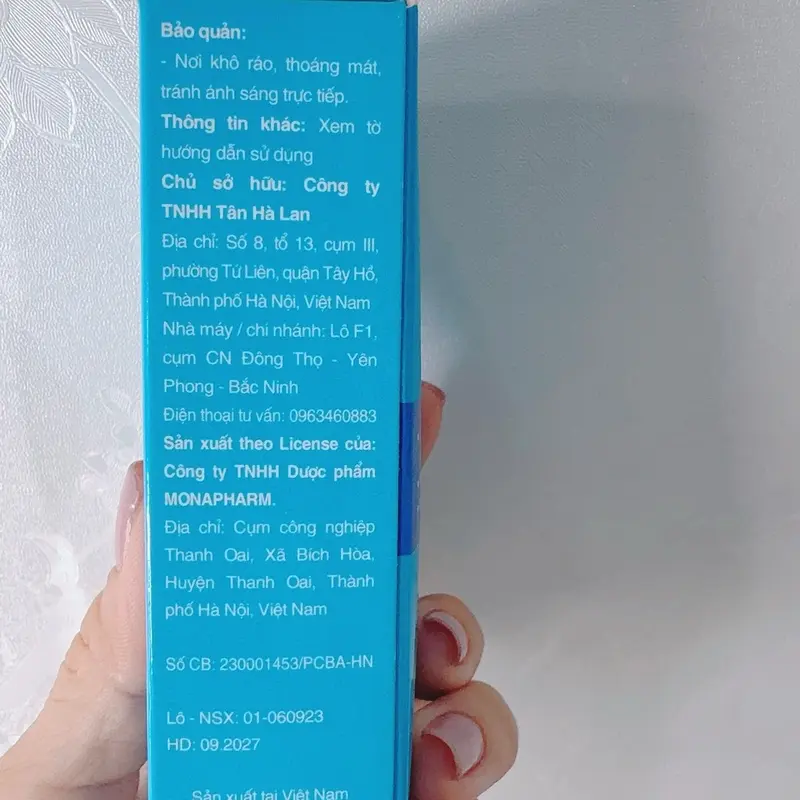 Bảo quản:
- Nơi khô ráo, thoáng mát,
tránh ánh sáng trực tiếp.
Thông tin khác: Xem tờ
hướng dẫn sử dụng
Chủ sở hữu: Công ty
TNHH Tân Hà Lan
Địa chỉ: Số 8, tổ 13, cụm III,
phường Tứ Liên, quận Tây Hồ,
Thành phố Hà Nội, Việt Nam
Nhà máy / chi nhánh: Lô F1,
cụm CN Đông Thọ - Yên
Phong - Bắc Ninh
Điện thoại tư vấn: 0963460883
Sản xuất theo License của:
Công ty TNHH Dược phẩm
MONAPHARM.
Địa chỉ: Cụm công nghiệp
Thanh Oai, Xã Bích Hòa,
Huyện Thanh Oai, Thành
phố Hà Nội, Việt Nam
Số CB: 230001453/PCBA-HN
Lô - NSX: 01-060923
HD: 09.2027
Sản xuất tại Việt Nam